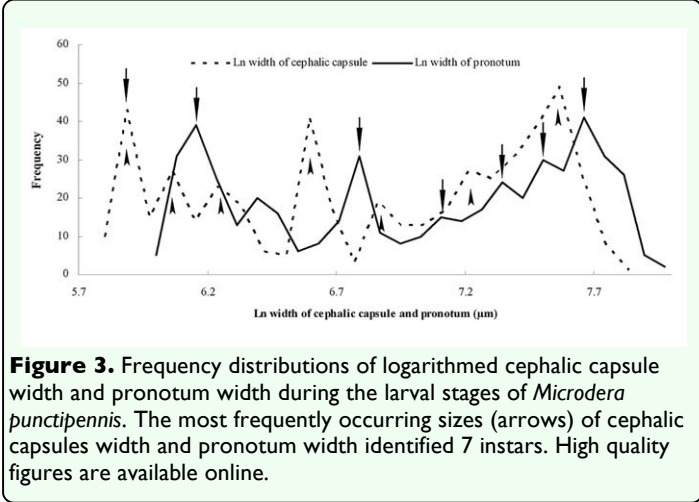 60
50
40
30
20
10
0
Frequency
Ln width of cephalic capsule Ln width of pronotum
5.7 6.2 6.7 7.2 7.7
Ln width of cephalic capsule and pronotum (μm)
Figure 3. Frequency distributions of logarithmed cephalic capsule
width and pronotum width during the larval stages of Microdera
punctipennis. The most frequently occurring sizes (arrows) of cephalic
capsules width and pronotum width identified 7 instars. High quality
figures are available online.